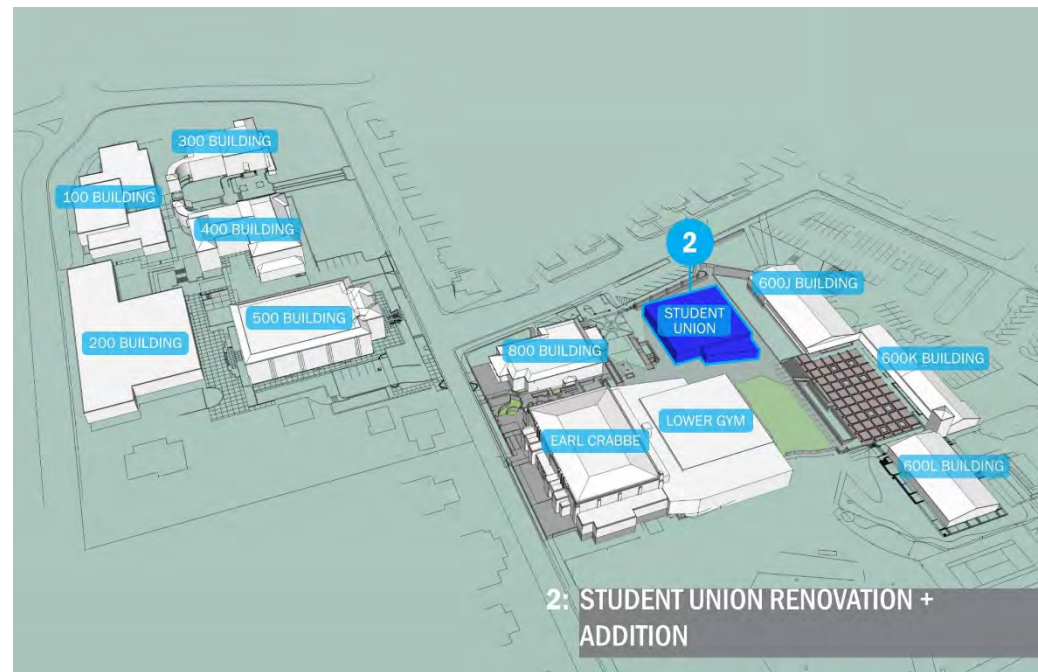 300 BUILDING
100 BUILDING
400 BUILDING
2
600J BUILDING
500 BUILDING
STUDENT
UNION
200 BUILDING
800 BUILDING
600K BUILDING
LOWER GYM
EARL CRABBE
600L BUILDING
2: STUDENT UNION RENOVATION +
ADDITION